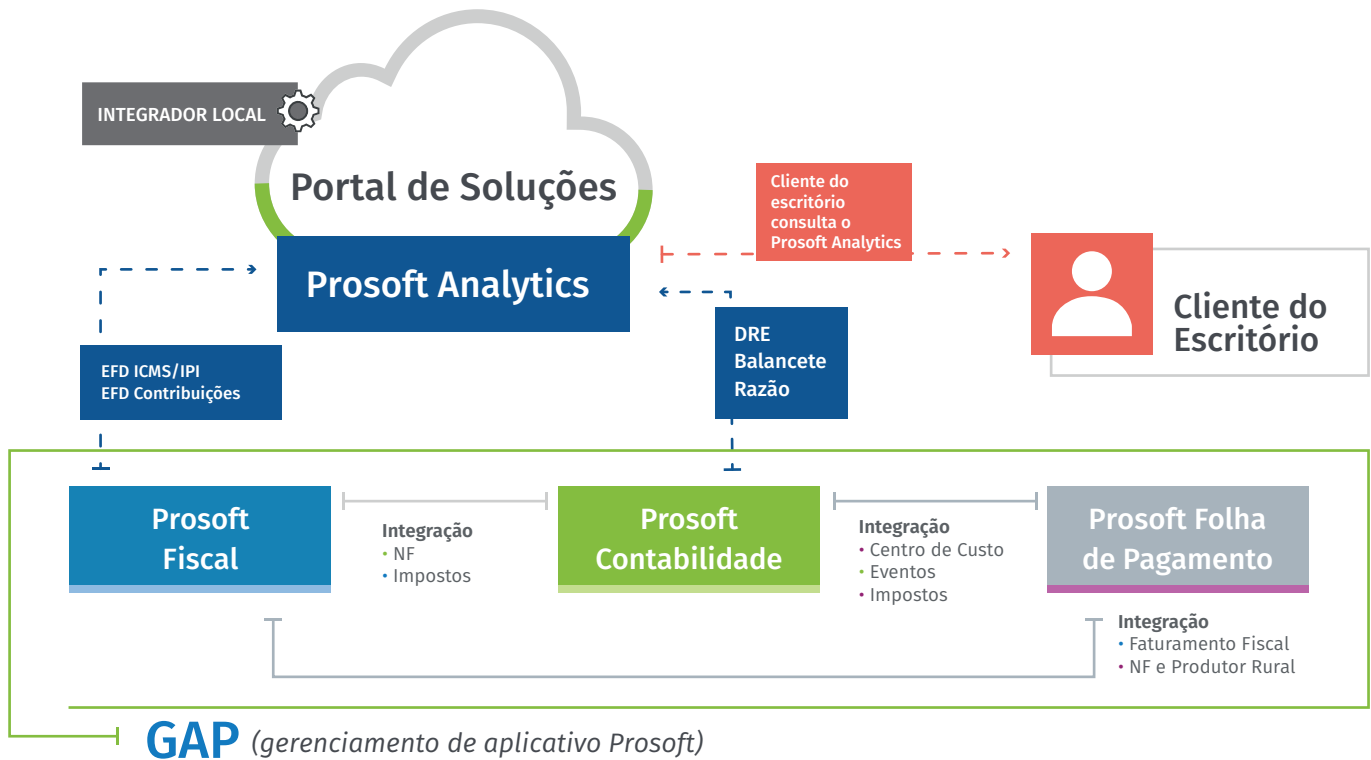 INTEGRADOR LOCAL
Portal de Soluções
Prosoft Analytics
Cliente do
escritório
consulta o
Prosoft Analytics
Cliente do
Escritório
EFD ICMS/IPI
EFD Contribuições
DRE
Balancete
Razão
Prosoft
Fiscal
Integração
• NF
• Impostos
Prosoft
Contabilidade
Integração
• Centro de Custo
• Eventos
• Impostos
Prosoft Folha
de Pagamento
Integração
• Faturamento Fiscal
• NF e Produtor Rural
GAP (gerenciamento de aplicativo Prosoft)